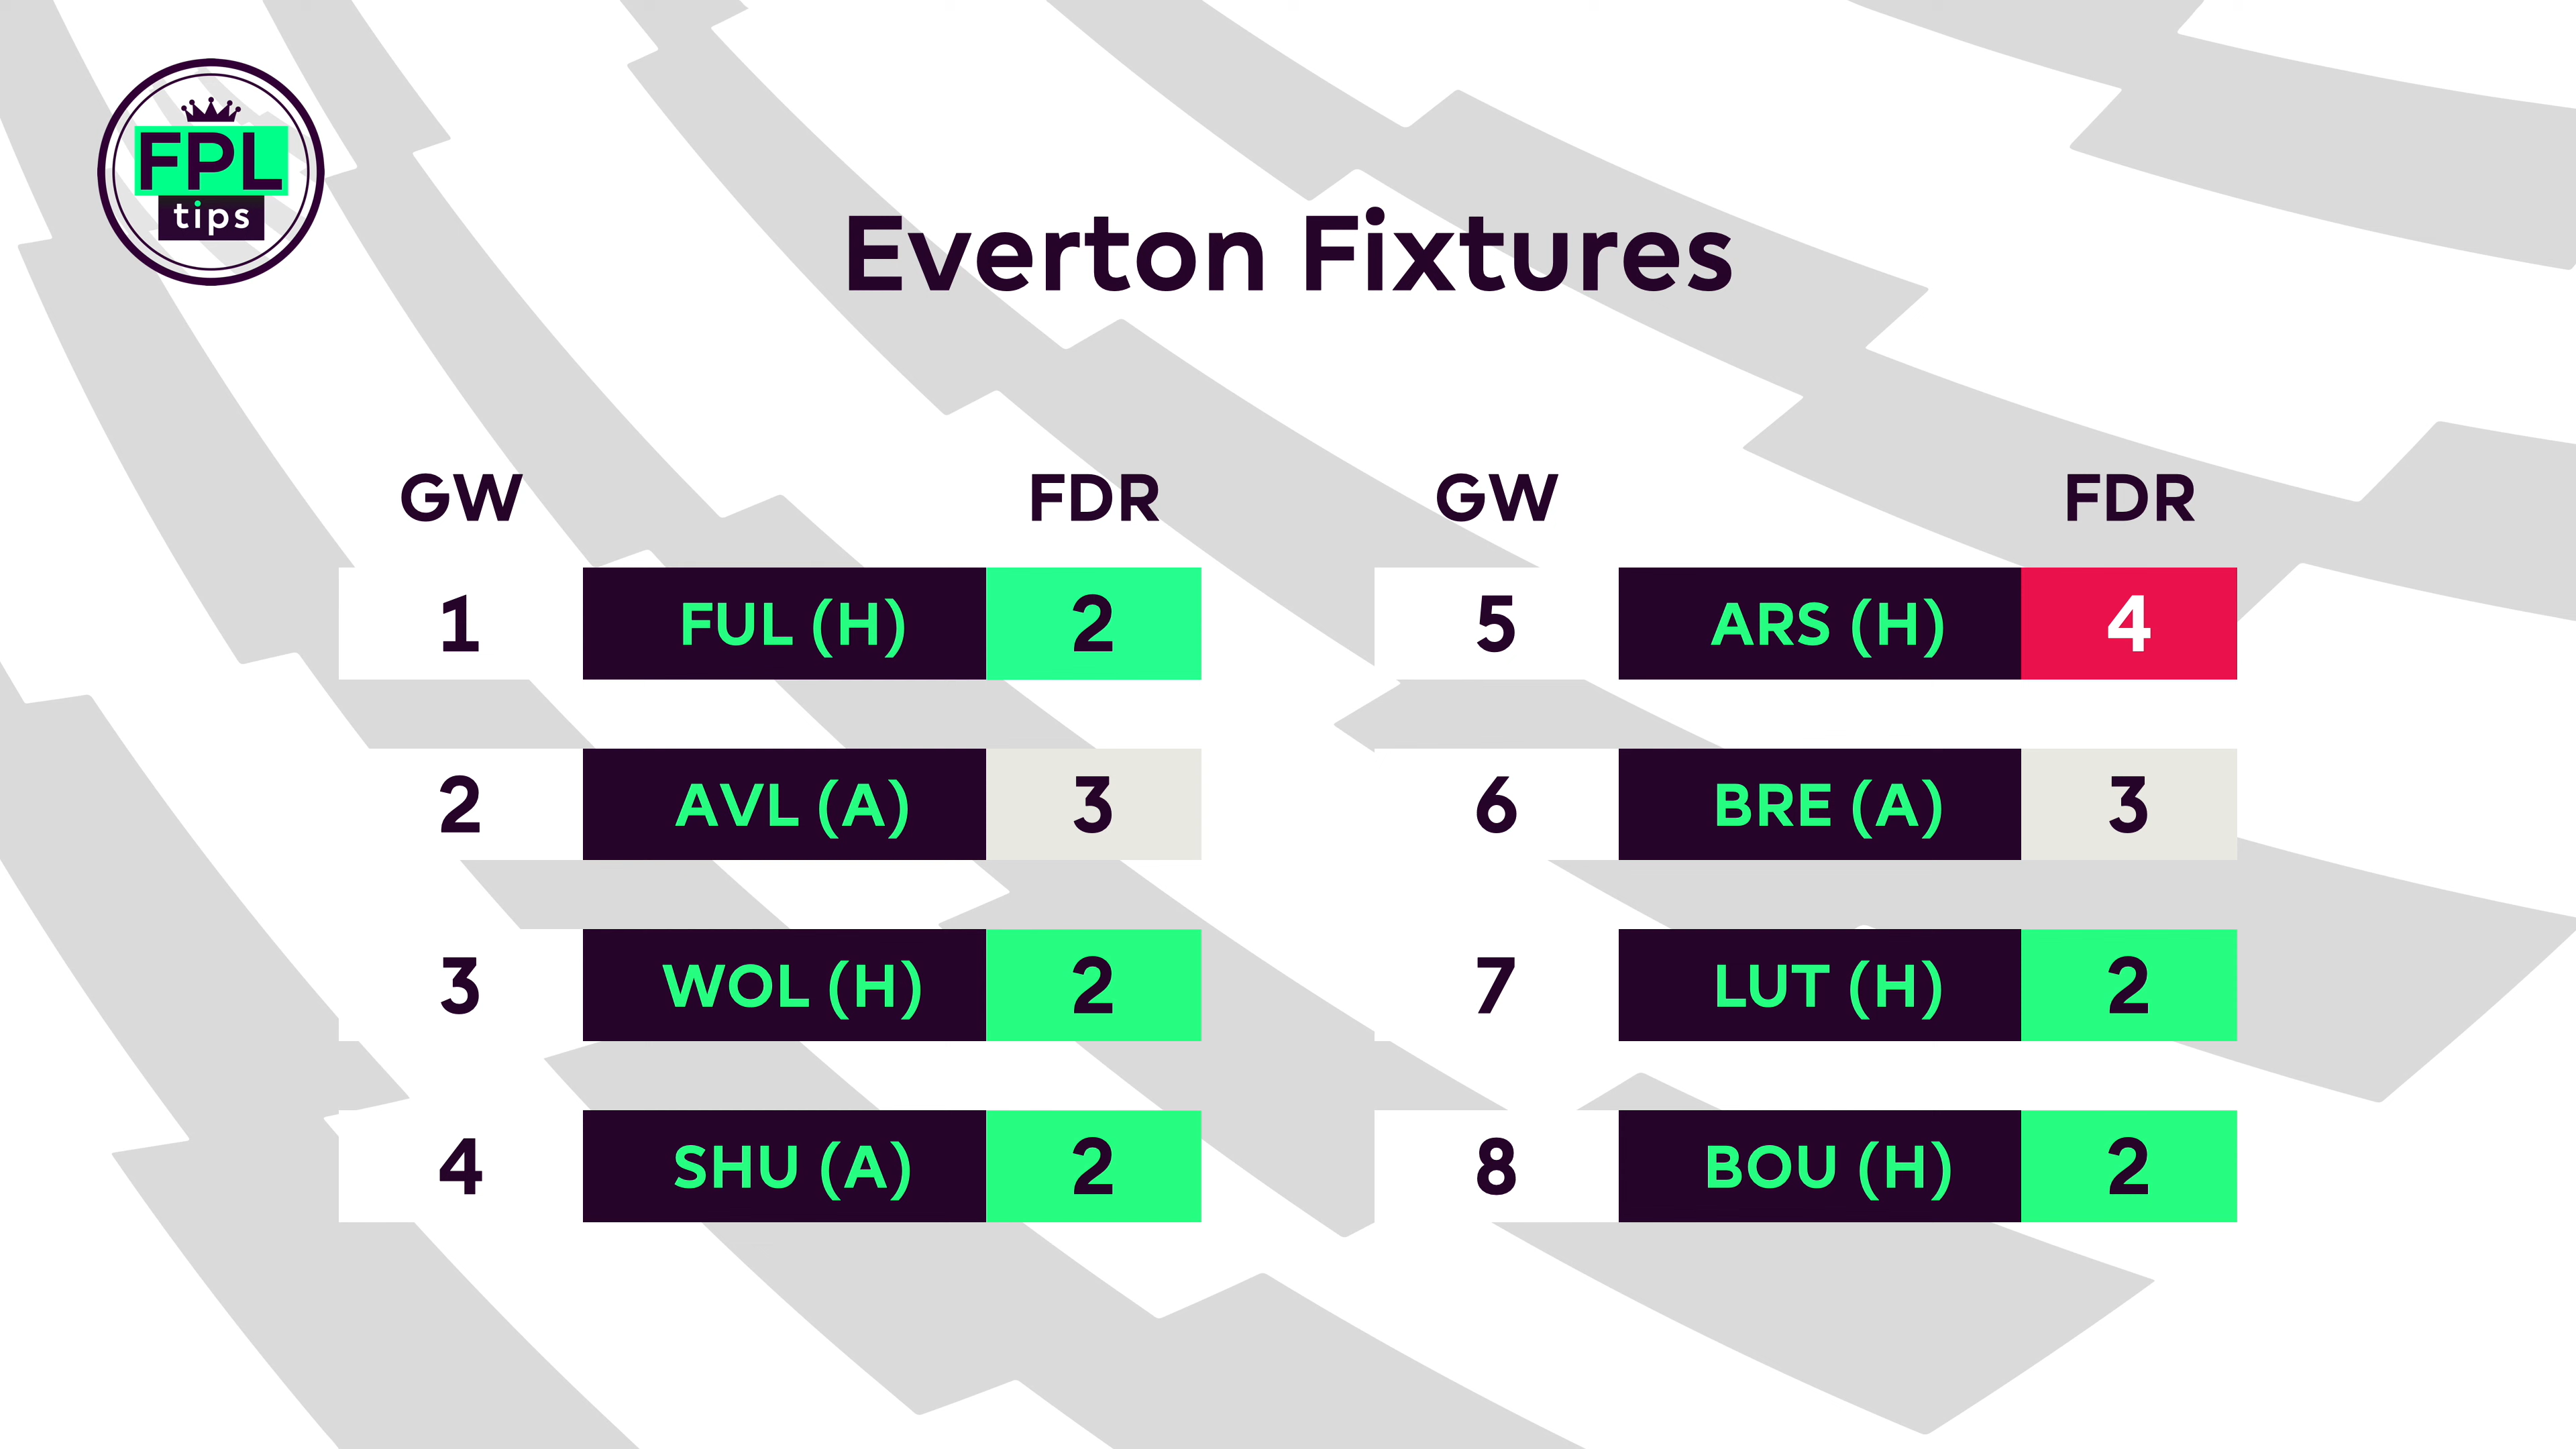 FPL
tips
Everton Fixtures
GW FDR
1 FUL (H) 2
2 AVL (A) 3
3 WOL (H) 2
4 SHU (A) 2
GW FDR
5 ARS (H) 4
6 BRE (A) 3
7 LUT (H) 2
8 BOU (H) 2